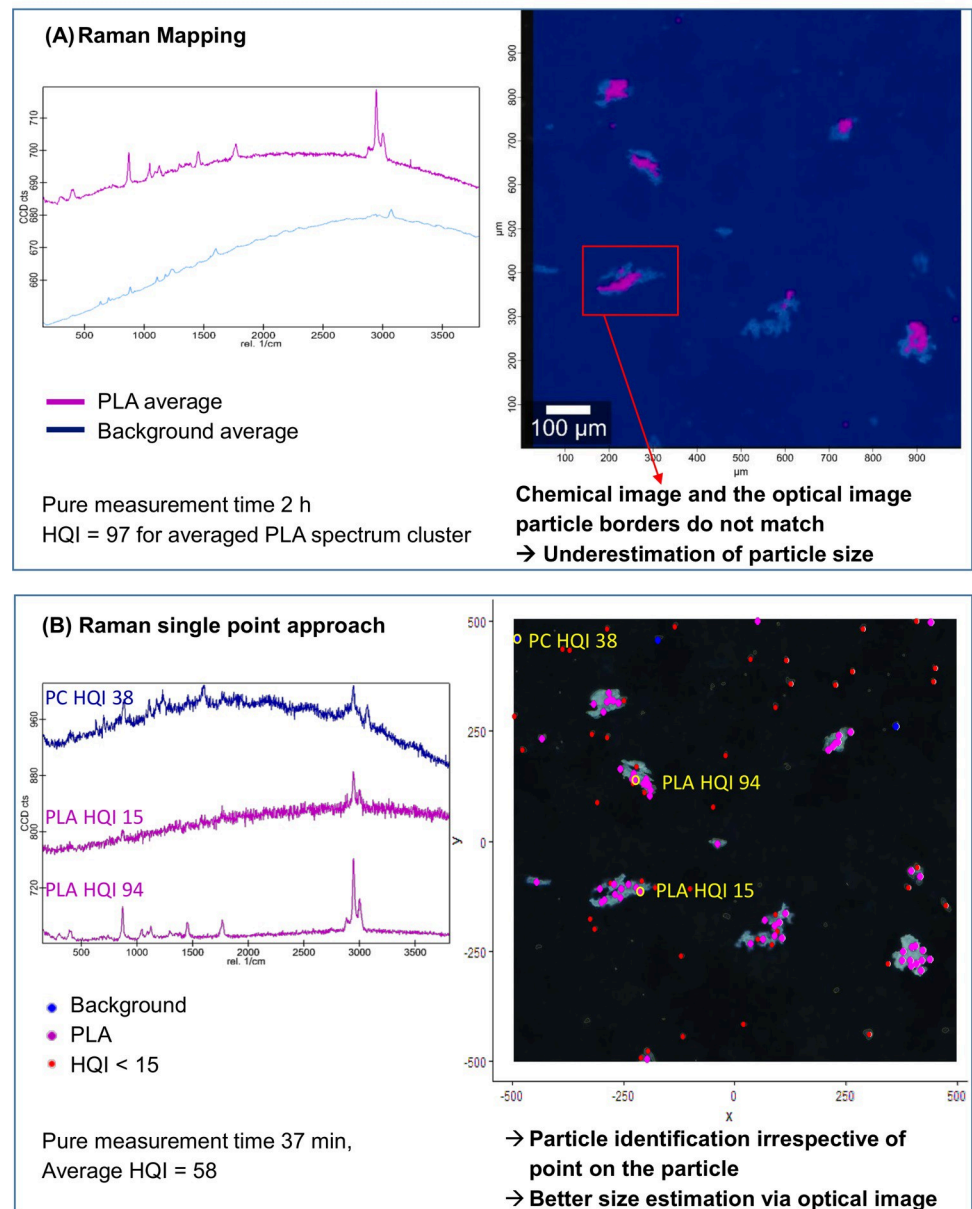 (A) Raman Mapping
710
700
690
680
670
660
CCD cts
500 1000 1500 2000 2500 3000 3500
rel. 1/cm
PLA average
Background average
Pure measurement time 2 h
HQI = 97 for averaged PLA spectrum cluster
900
800
700
600
500
400
300
200
100
µm
100 µm
100 200 300 400 500 600 700 800 900
µm
Chemical image and the optical image
particle borders do not match
→ Underestimation of particle size
(B) Raman single point approach
PC HQI 38
PLA HQI 15
PLA HQI 94
960
880
800
720
CCD cts
500 1000 1500 2000 2500 3000 3500
rel. 1/cm
Background
PLA
HQI < 15
Pure measurement time 37 min,
Average HQI = 58
500
250
0
-250
-500
y
PC HQI 38
PLA HQI 94
PLA HQI 15
-500 -250 0 250 500
x
→ Particle identification irrespective of
point on the particle
→ Better size estimation via optical image